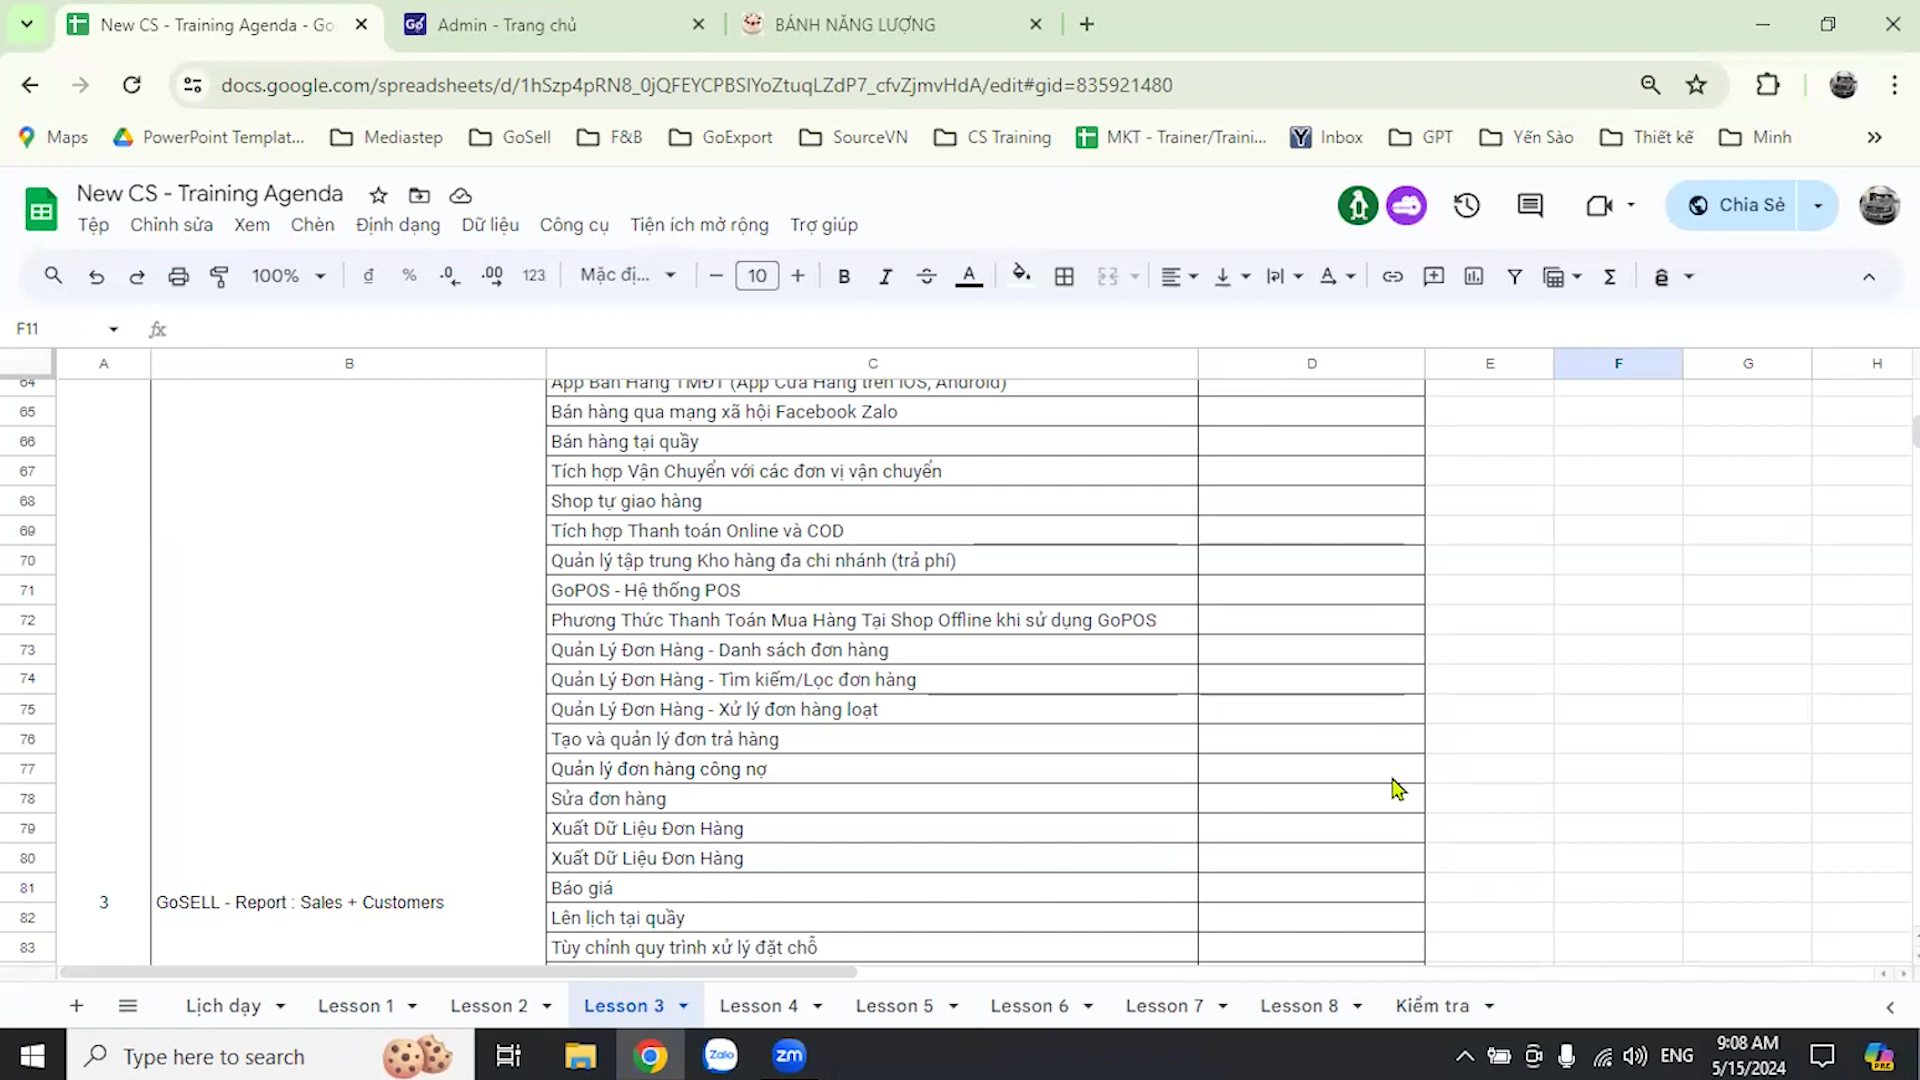 New CS - Training Agenda - Go
Admin - Trang chủ
BÁNH NĂNG LƯỢNG
docs.google.com/spreadsheets/d/1hSzp4pRN8_0jQFEYCPBSIYoZtuqLZdP7_cfvZjmvHdA/edit#gid=835921480
Maps
PowerPoint Templat...
Mediastep
GoSell
F&B
GoExport
SourceVN
CS Training
MKT - Trainer/Traini...
Inbox
GPT
Yến Sào
Thiết kế
Minh
New CS - Training Agenda
Tệp Chỉnh sửa Xem Chèn Định dạng Dữ liệu Công cụ Tiện ích mở rộng Trợ giúp
Chia Sẻ
100% đ % .0 .00 123 Mặc đị... 10 B I A
F11
A B C D E F G H
64 App Bán Hàng TMĐT (App Cửa Hàng trên IOS, Android)
65 Bán hàng qua mạng xã hội Facebook Zalo
66 Bán hàng tại quầy
67 Tích hợp Vận Chuyển với các đơn vị vận chuyển
68 Shop tự giao hàng
69 Tích hợp Thanh toán Online và COD
70 Quản lý tập trung Kho hàng đa chi nhánh (trả phí)
71 GoPOS - Hệ thống POS
72 Phương Thức Thanh Toán Mua Hàng Tại Shop Offline khi sử dụng GoPOS
73 Quản Lý Đơn Hàng - Danh sách đơn hàng
74 Quản Lý Đơn Hàng - Tìm kiếm/Lọc đơn hàng
75 Quản Lý Đơn Hàng - Xử lý đơn hàng loạt
76 Tạo và quản lý đơn trả hàng
77 Quản lý đơn hàng công nợ
78 Sửa đơn hàng
79 Xuất Dữ Liệu Đơn Hàng
80 Xuất Dữ Liệu Đơn Hàng
81 Báo giá
3 GoSELL - Report : Sales + Customers
82 Lên lịch tại quầy
83 Tùy chỉnh quy trình xử lý đặt chỗ
Lịch dạy Lesson 1 Lesson 2 Lesson 3 Lesson 4 Lesson 5 Lesson 6 Lesson 7 Lesson 8 Kiểm tra
Type here to search
Zalo
zm
ENG
9:08 AM
5/15/2024
PRE